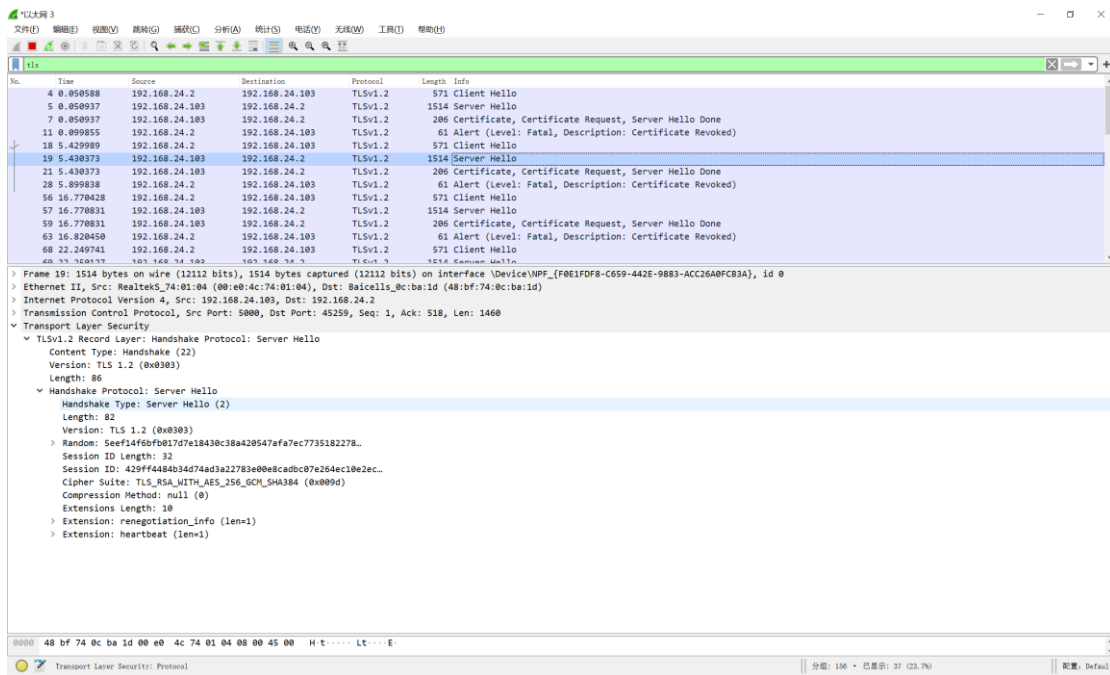 *以太网 3
文件(F) 编辑(E) 视图(V) 跳转(G) 捕获(C) 分析(A) 统计(S) 电话(Y) 无线(W) 工具(T) 帮助(H)
tls
No. Time Source Destination Protocol Length Info
4 0.050588 192.168.24.2 192.168.24.103 TLSv1.2 571 Client Hello
5 0.050937 192.168.24.103 192.168.24.2 TLSv1.2 1514 Server Hello
7 0.050937 192.168.24.103 192.168.24.2 TLSv1.2 206 Certificate, Certificate Request, Server Hello Done
11 0.099855 192.168.24.2 192.168.24.103 TLSv1.2 61 Alert (Level: Fatal, Description: Certificate Revoked)
18 5.429989 192.168.24.2 192.168.24.103 TLSv1.2 571 Client Hello
19 5.430373 192.168.24.103 192.168.24.2 TLSv1.2 1514 Server Hello
21 5.430373 192.168.24.103 192.168.24.2 TLSv1.2 206 Certificate, Certificate Request, Server Hello Done
28 5.899838 192.168.24.2 192.168.24.103 TLSv1.2 61 Alert (Level: Fatal, Description: Certificate Revoked)
56 16.770428 192.168.24.2 192.168.24.103 TLSv1.2 571 Client Hello
57 16.770831 192.168.24.103 192.168.24.2 TLSv1.2 1514 Server Hello
59 16.770831 192.168.24.103 192.168.24.2 TLSv1.2 206 Certificate, Certificate Request, Server Hello Done
63 16.820450 192.168.24.2 192.168.24.103 TLSv1.2 61 Alert (Level: Fatal, Description: Certificate Revoked)
68 22.249741 192.168.24.2 192.168.24.103 TLSv1.2 571 Client Hello
69 22.250127 192.168.24.103 192.168.24.2 TLSv1.2 1514 Server Hello
Frame 19: 1514 bytes on wire (12112 bits), 1514 bytes captured (12112 bits) on interface \Device\NPF_{F0E1FDF8-C659-442E-9883-ACC26A0FCB3A}, id 0
Ethernet II, Src: RealtekS_74:01:04 (00:e0:4c:74:01:04), Dst: Baicells_0c:ba:1d (48:bf:74:0c:ba:1d)
Internet Protocol Version 4, Src: 192.168.24.103, Dst: 192.168.24.2
Transmission Control Protocol, Src Port: 5000, Dst Port: 45259, Seq: 1, Ack: 518, Len: 1460
Transport Layer Security
TLSv1.2 Record Layer: Handshake Protocol: Server Hello
Content Type: Handshake (22)
Version: TLS 1.2 (0x0303)
Length: 86
Handshake Protocol: Server Hello
Handshake Type: Server Hello (2)
Length: 82
Version: TLS 1.2 (0x0303)
Random: 5eef14f6bfb017d7e18430c38a420547afa7ec7735182278…
Session ID Length: 32
Session ID: 429ff4484b34d74ad3a22783e00e8cadbc07e264ec10e2ec…
Cipher Suite: TLS_RSA_WITH_AES_256_GCM_SHA384 (0x009d)
Compression Method: null (0)
Extensions Length: 10
Extension: renegotiation_info (len=1)
Extension: heartbeat (len=1)
0000 48 bf 74 0c ba 1d 00 e0 4c 74 01 04 08 00 45 00 H·t····· Lt····E·
Transport Layer Security: Protocol 分组: 156 · 已显示: 37 (23.7%) 配置: Defaul